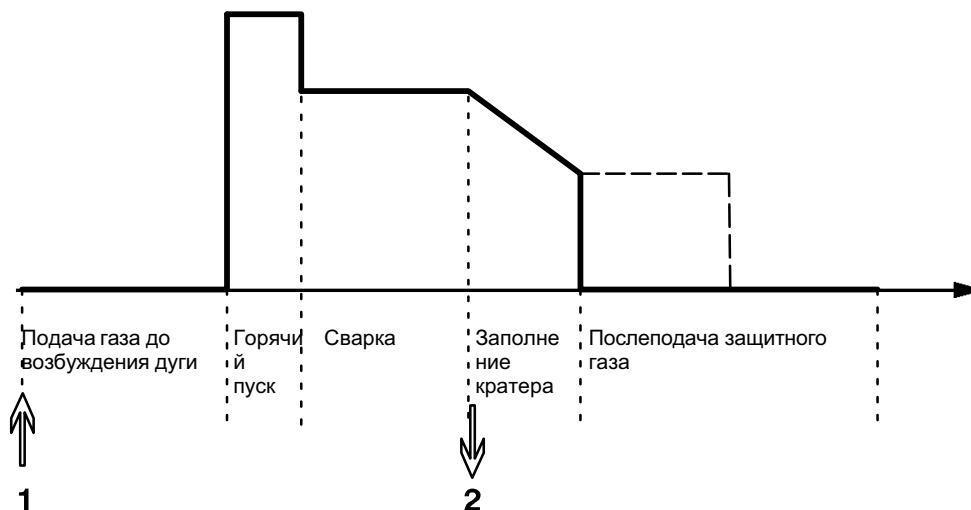 Подача газа до
возбуждения дуги
Горячи
й
пуск
Сварка
Заполне
ние
кратера
Послеподача защитного
газа
1
2